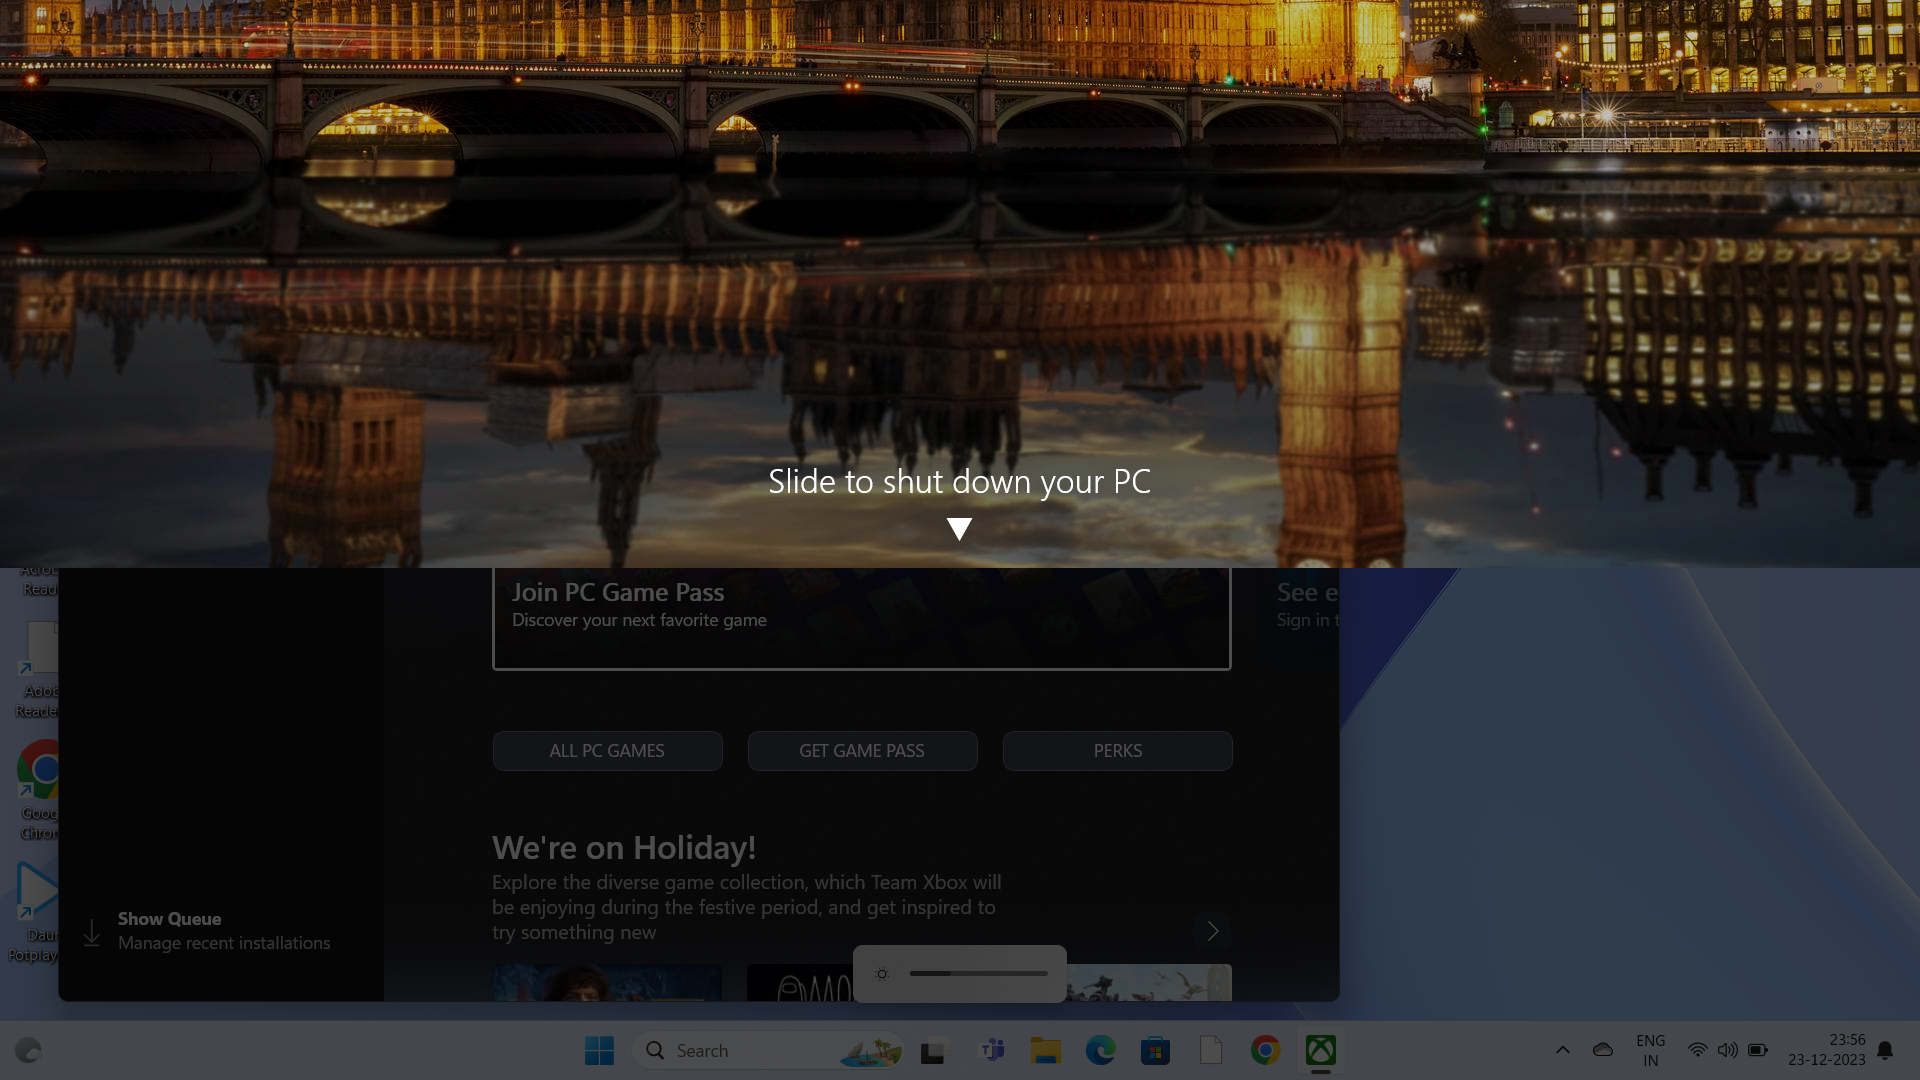 Slide to shut down your PC
Read
Adob
Reade
Goog
Chron
Dau
Potplay
Join PC Game Pass
Discover your next favorite game
See e
Sign in t
ALL PC GAMES
GET GAME PASS
PERKS
We're on Holiday!
Explore the diverse game collection, which Team Xbox will
be enjoying during the festive period, and get inspired to
try something new
Show Queue
Manage recent installations
Search
ENG
IN
23:56
23-12-2023